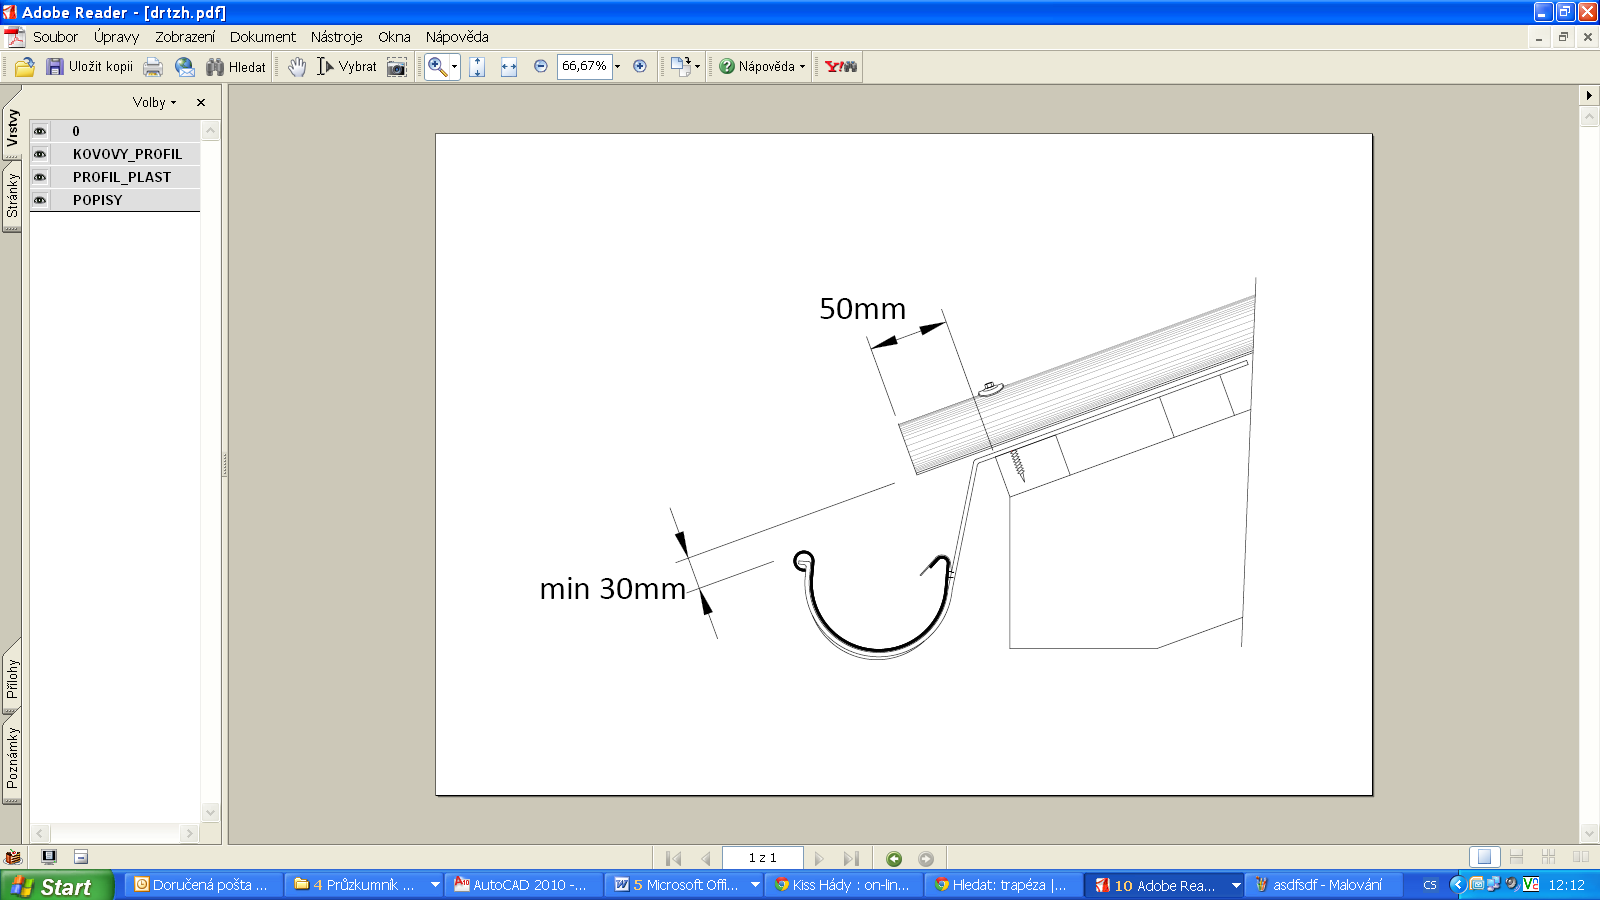 Adobe Reader - [drtzh.pdf]
Soubor Úpravy Zobrazení Dokument Nástroje Okna Nápověda
Uložit kopii Hledat Vybrat 66,67% Nápověda Y!
Volby
Vrstvy
Stránky
Přílohy
Poznámky
0
KOVOVY_PROFIL
PROFIL_PLAST
POPISY
50mm
min 30mm
1 z 1
Start Doručená pošta ... 4 Průzkumník ... AutoCAD 2010 -... 5 Microsoft Offi... Kiss Hády : on-lin... Hledat: trapéza |... 10 Adobe Rea... asdfsdf - Malování CS 12:12